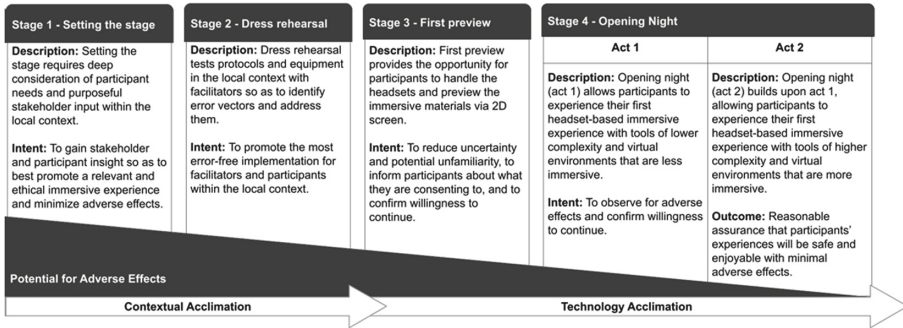 Stage 1 - Setting the stage
Description: Setting the
stage requires deep
consideration of participant
needs and purposeful
stakeholder input within the
local context.
Intent: To gain stakeholder
and participant insight so as to
best promote a relevant and
ethical immersive experience
and minimize adverse effects.
Stage 2 - Dress rehearsal
Description: Dress rehearsal
tests protocols and equipment
in the local context with
facilitators so as to identify
error vectors and address
them.
Intent: To promote the most
error-free implementation for
facilitators and participants
within the local context.
Stage 3 - First preview
Description: First preview
provides the opportunity for
participants to handle the
headsets and preview the
immersive materials via 2D
screen.
Intent: To reduce uncertainty
and potential unfamiliarity, to
inform participants about what
they are consenting to, and to
confirm willingness to
continue.
Stage 4 - Opening Night
Act 1
Description: Opening night
(act 1) allows participants to
experience their first
headset-based immersive
experience with tools of lower
complexity and virtual
environments that are less
immersive.
Intent: To observe for adverse
effects and confirm willingness
to continue.
Act 2
Description: Opening night
(act 2) builds upon act 1,
allowing participants to
experience their first
headset-based immersive
experience with tools of higher
complexity and virtual
environments that are more
immersive.
Outcome: Reasonable
assurance that participants'
experiences will be safe and
enjoyable with minimal
adverse effects.
Potential for Adverse Effects
Contextual Acclimation
Technology Acclimation